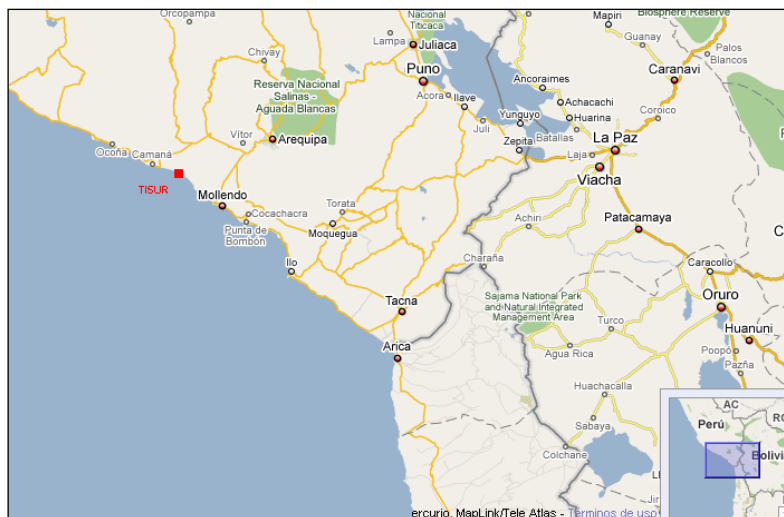 Orcopampa
Nacional
Titicaca
Lampa
Juliaca
Mapiri
Biosphere Reserve
Guanay
Palos
Blancos
Chivay
Puno
Caranavi
Reserva Nacional
Salinas -
Aguada Blancas
Acora
Ilave
Ancoraimes
Achacachi
Yunguyo
Huarina
Coroico
Juli
Batallas
Vítor
Arequipa
Zepita
La Paz
Ocoña
Camaná
Laja
Viacha
TISUR
Mollendo
Cocachacra
Torata
Punta de
Bombón
Moquegua
Achiri
Patacamaya
Ilo
Charaña
Caracollo
Tacna
Sajama National Park
and Natural Integrated
Management Area
Oruro
Turco
Huanuni
Arica
Agua Rica
Poopó
Pazña
Huachacalla
AC
Perú
Sabaya
Colchane
Bolivi
ercurio, MapLink/Tele Atlas - Términos de uso